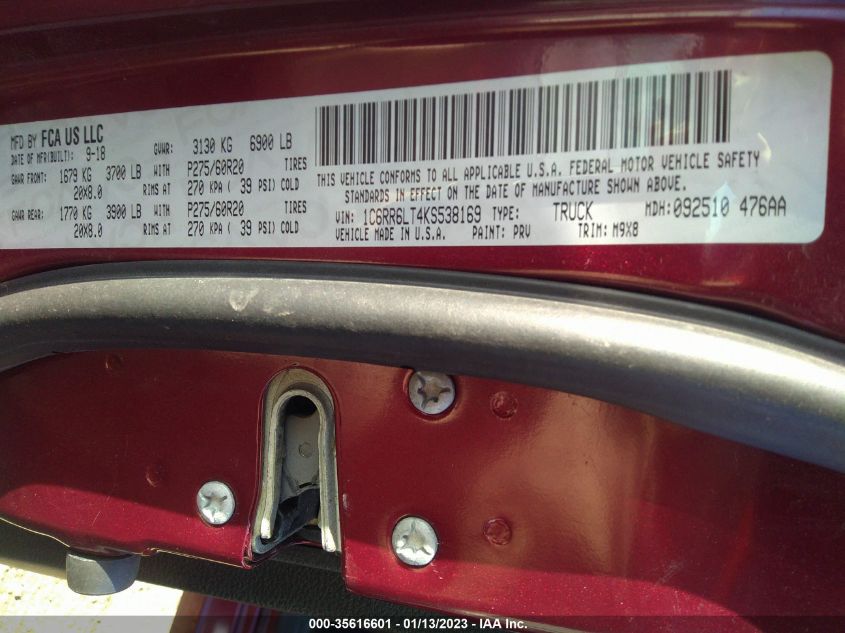 MFD BY FCA US LLC
DATE OF MFR(BUILT): 9-18 GVWR: 3130 KG 6900 LB
GAWR FRONT: 1679 KG 3700 LB WITH P275/60R20 TIRES
20X8.0 RIMS AT 270 KPA ( 39 PSI) COLD
GAWR REAR: 1770 KG 3900 LB WITH P275/60R20 TIRES
20X8.0 RIMS AT 270 KPA ( 39 PSI) COLD
THIS VEHICLE CONFORMS TO ALL APPLICABLE U.S.A. FEDERAL MOTOR VEHICLE SAFETY
STANDARDS IN EFFECT ON THE DATE OF MANUFACTURE SHOWN ABOVE.
VIN: 1C6RR6LT4KS538169 TYPE: TRUCK MDH: 092510 476AA
VEHICLE MADE IN U.S.A. PAINT: PRV TRIM: M9X8
000-35616601 - 01/13/2023 - IAA Inc.